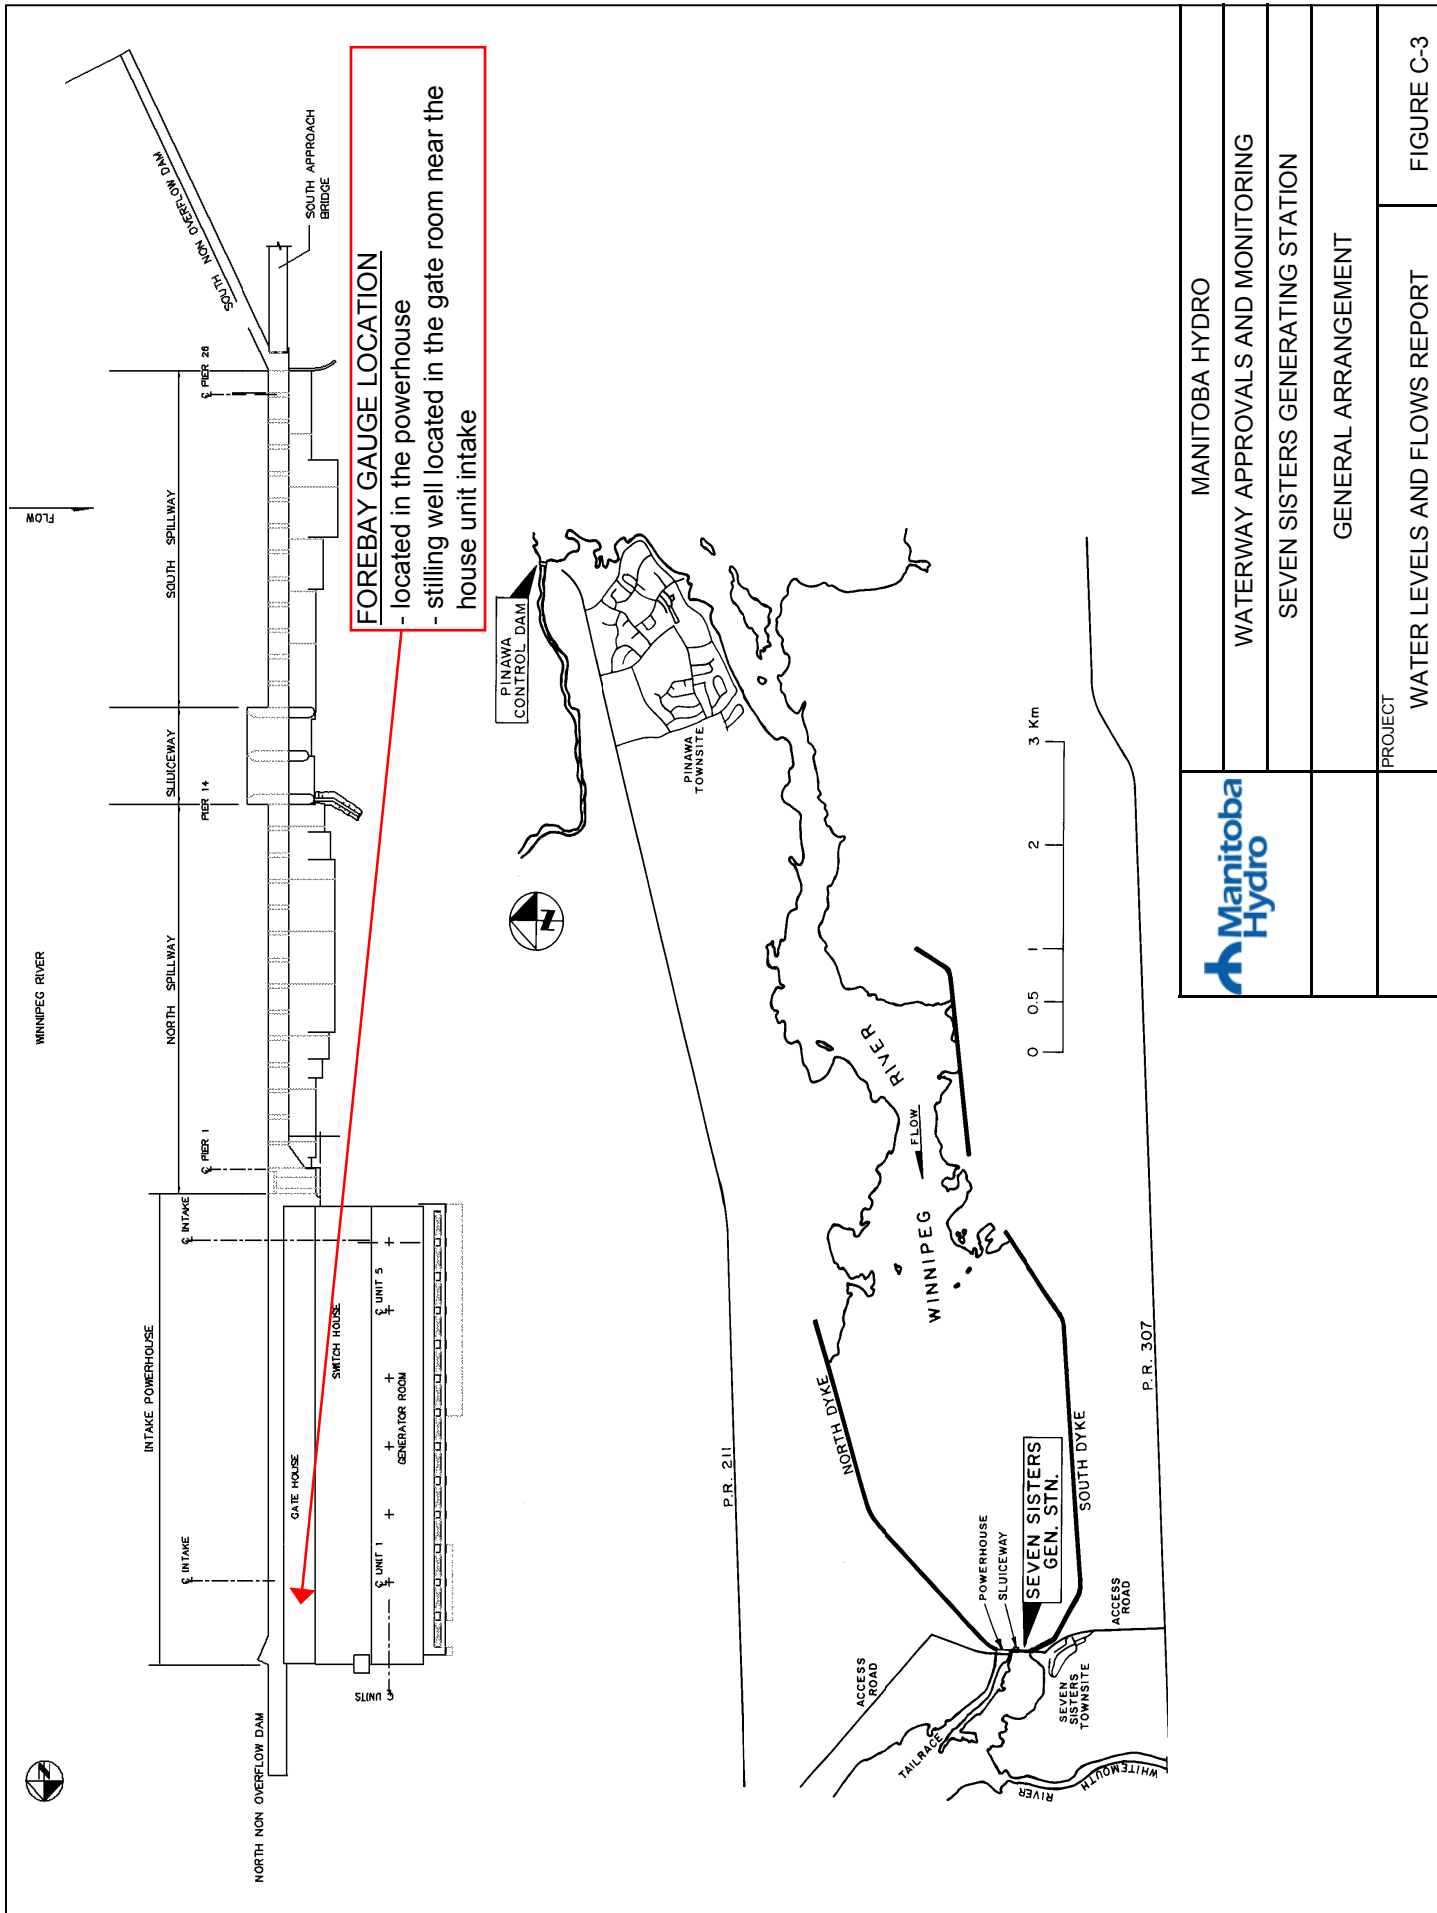 WINNIPEG RIVER
FLOW
INTAKE POWERHOUSE
NORTH SPILLWAY
SLUICEWAY
SOUTH SPILLWAY
℄ INTAKE
℄ INTAKE
℄ PIER 1
PIER 14
℄ PIER 26
SOUTH NON OVERFLOW DAM
SOUTH APPROACH
BRIDGE
NORTH NON OVERFLOW DAM
GATE HOUSE
SWITCH HOUSE
℄ UNIT 1
℄ UNIT 5
GENERATOR ROOM
℄ UNITS
FOREBAY GAUGE LOCATION
- located in the powerhouse
- stilling well located in the gate room near the
house unit intake
PINAWA
CONTROL DAM
PINAWA
TOWNSITE
P.R. 211
NORTH DYKE
WINNIPEG
RIVER
FLOW
0 0.5 1 2 3 Km
ACCESS
ROAD
POWERHOUSE
SLUICEWAY
SEVEN SISTERS
GEN. STN.
SOUTH DYKE
P.R. 307
TAILRACE
SEVEN
SISTERS
TOWNSITE
ACCESS
ROAD
WHITEMOUTH
RIVER
Manitoba
Hydro
MANITOBA HYDRO
WATERWAY APPROVALS AND MONITORING
SEVEN SISTERS GENERATING STATION
GENERAL ARRANGEMENT
PROJECT
WATER LEVELS AND FLOWS REPORT
FIGURE C-3
N
N